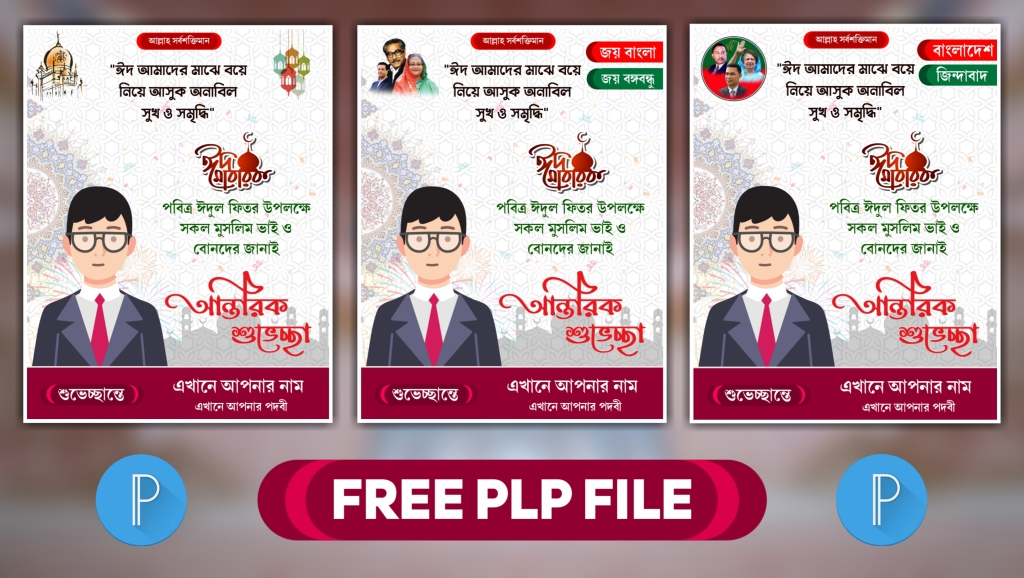 আল্লাহ সর্বশক্তিমান
"ঈদ আমাদের মাঝে বয়ে
নিয়ে আসুক অনাবিল
সুখ ও সমৃদ্ধি"
ঈদ মোবারক
পবিত্র ঈদুল ফিতর উপলক্ষে
সকল মুসলিম ভাই ও
বোনদের জানাই
আন্তরিক
শুভেচ্ছা
শুভেচ্ছান্তে
এখানে আপনার নাম
এখানে আপনার পদবী
আল্লাহ সর্বশক্তিমান
জয় বাংলা
জয় বঙ্গবন্ধু
"ঈদ আমাদের মাঝে বয়ে
নিয়ে আসুক অনাবিল
সুখ ও সমৃদ্ধি"
ঈদ মোবারক
পবিত্র ঈদুল ফিতর উপলক্ষে
সকল মুসলিম ভাই ও
বোনদের জানাই
আন্তরিক
শুভেচ্ছা
শুভেচ্ছান্তে
এখানে আপনার নাম
এখানে আপনার পদবী
আল্লাহ সর্বশক্তিমান
বাংলাদেশ
জিন্দাবাদ
"ঈদ আমাদের মাঝে বয়ে
নিয়ে আসুক অনাবিল
সুখ ও সমৃদ্ধি"
ঈদ মোবারক
পবিত্র ঈদুল ফিতর উপলক্ষে
সকল মুসলিম ভাই ও
বোনদের জানাই
আন্তরিক
শুভেচ্ছা
শুভেচ্ছান্তে
এখানে আপনার নাম
এখানে আপনার পদবী
P
FREE PLP FILE
P